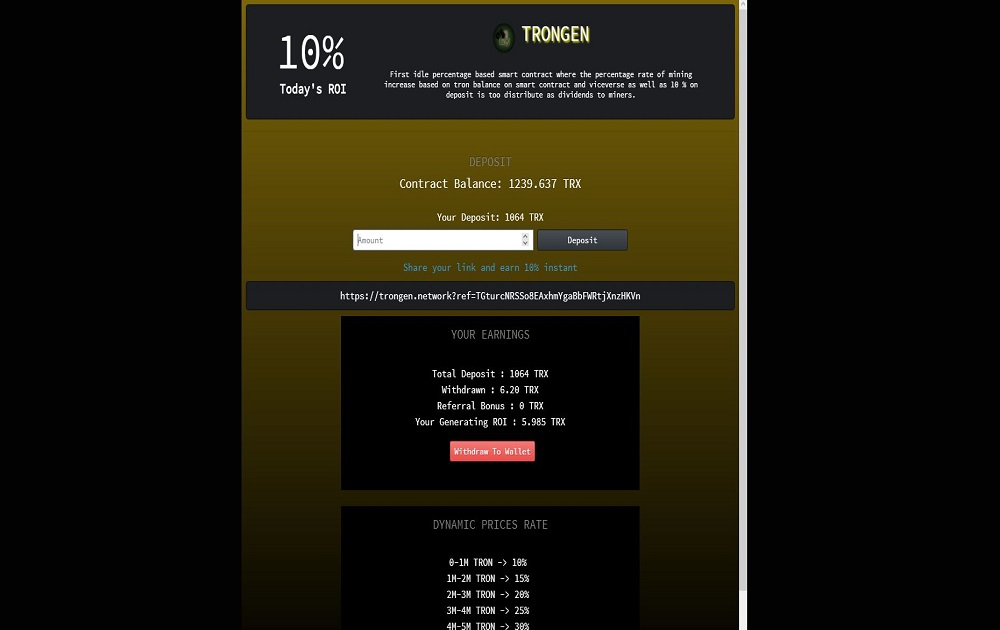 10%
Today's ROI
TRONGEN
First idle percentage based smart contract where the percentage rate of mining
increase based on tron balance on smart contract and viceverse as well as 10 % on
deposit is too distribute as dividends to miners.
DEPOSIT
Contract Balance: 1239.637 TRX
Your Deposit: 1064 TRX
Amount
Deposit
Share your link and earn 10% instant
https://trongen.network?ref=TGturcNRSSo8EAxhmYgaBbFWRtjXnzHKVn
YOUR EARNINGS
Total Deposit : 1064 TRX
Withdrawn : 6.20 TRX
Referral Bonus : 0 TRX
Your Generating ROI : 5.985 TRX
Withdraw To Wallet
DYNAMIC PRICES RATE
0-1M TRON -> 10%
1M-2M TRON -> 15%
2M-3M TRON -> 20%
3M-4M TRON -> 25%
4M-5M TRON -> 30%